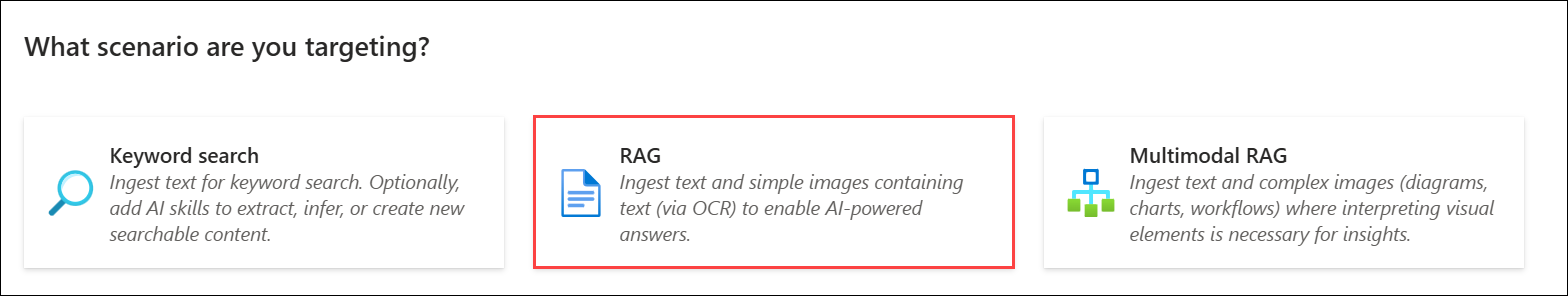 What scenario are you targeting?
Keyword search
Ingest text for keyword search. Optionally,
add AI skills to extract, infer, or create new
searchable content.
RAG
Ingest text and simple images containing
text (via OCR) to enable AI-powered
answers.
Multimodal RAG
Ingest text and complex images (diagrams,
charts, workflows) where interpreting visual
elements is necessary for insights.